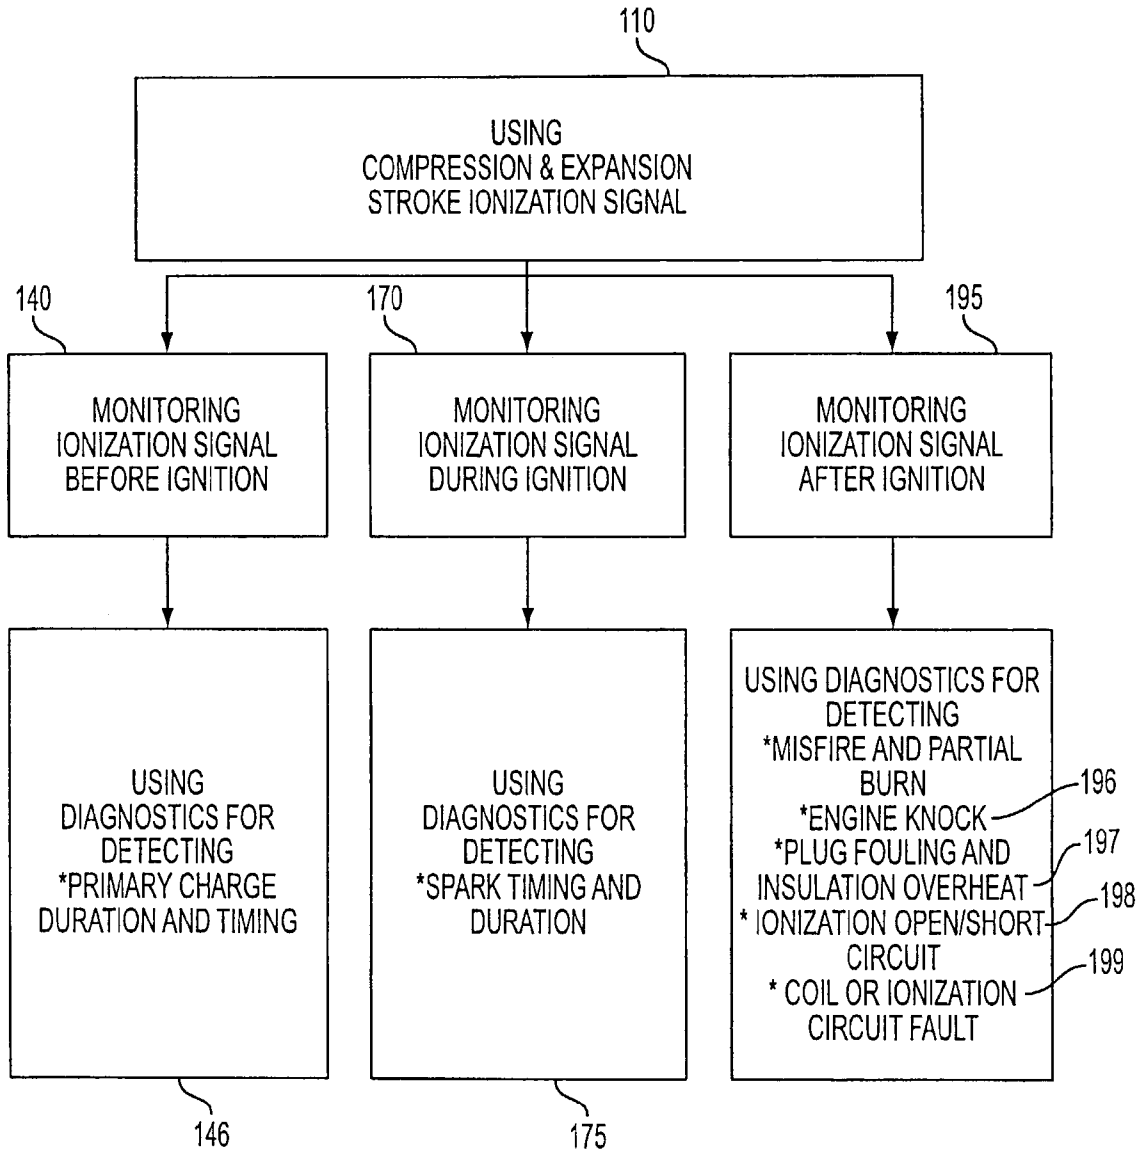 110
USING
COMPRESSION & EXPANSION
STROKE IONIZATION SIGNAL
140
170
195
MONITORING
IONIZATION SIGNAL
BEFORE IGNITION
MONITORING
IONIZATION SIGNAL
DURING IGNITION
MONITORING
IONIZATION SIGNAL
AFTER IGNITION
USING
DIAGNOSTICS FOR
DETECTING
*PRIMARY CHARGE
DURATION AND TIMING
146
USING
DIAGNOSTICS FOR
DETECTING
*SPARK TIMING AND
DURATION
175
USING DIAGNOSTICS FOR
DETECTING
*MISFIRE AND PARTIAL
BURN
*ENGINE KNOCK
196
*PLUG FOULING AND
INSULATION OVERHEAT
197
* IONIZATION OPEN/SHORT
198
CIRCUIT
* COIL OR IONIZATION
199
CIRCUIT FAULT